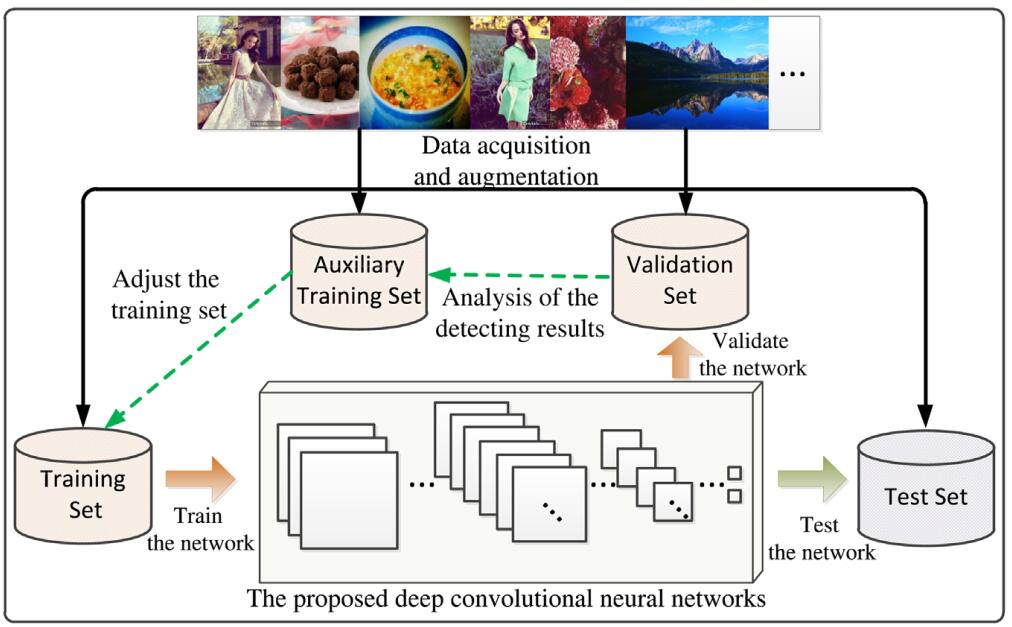 ...
Data acquisition
and augmentation
Auxiliary
Training Set
Validation
Set
Adjust the
training set
Analysis of the
detecting results
Validate
the network
Training
Set
Train
the network
...
...
...
Test
the network
Test Set
The proposed deep convolutional neural networks